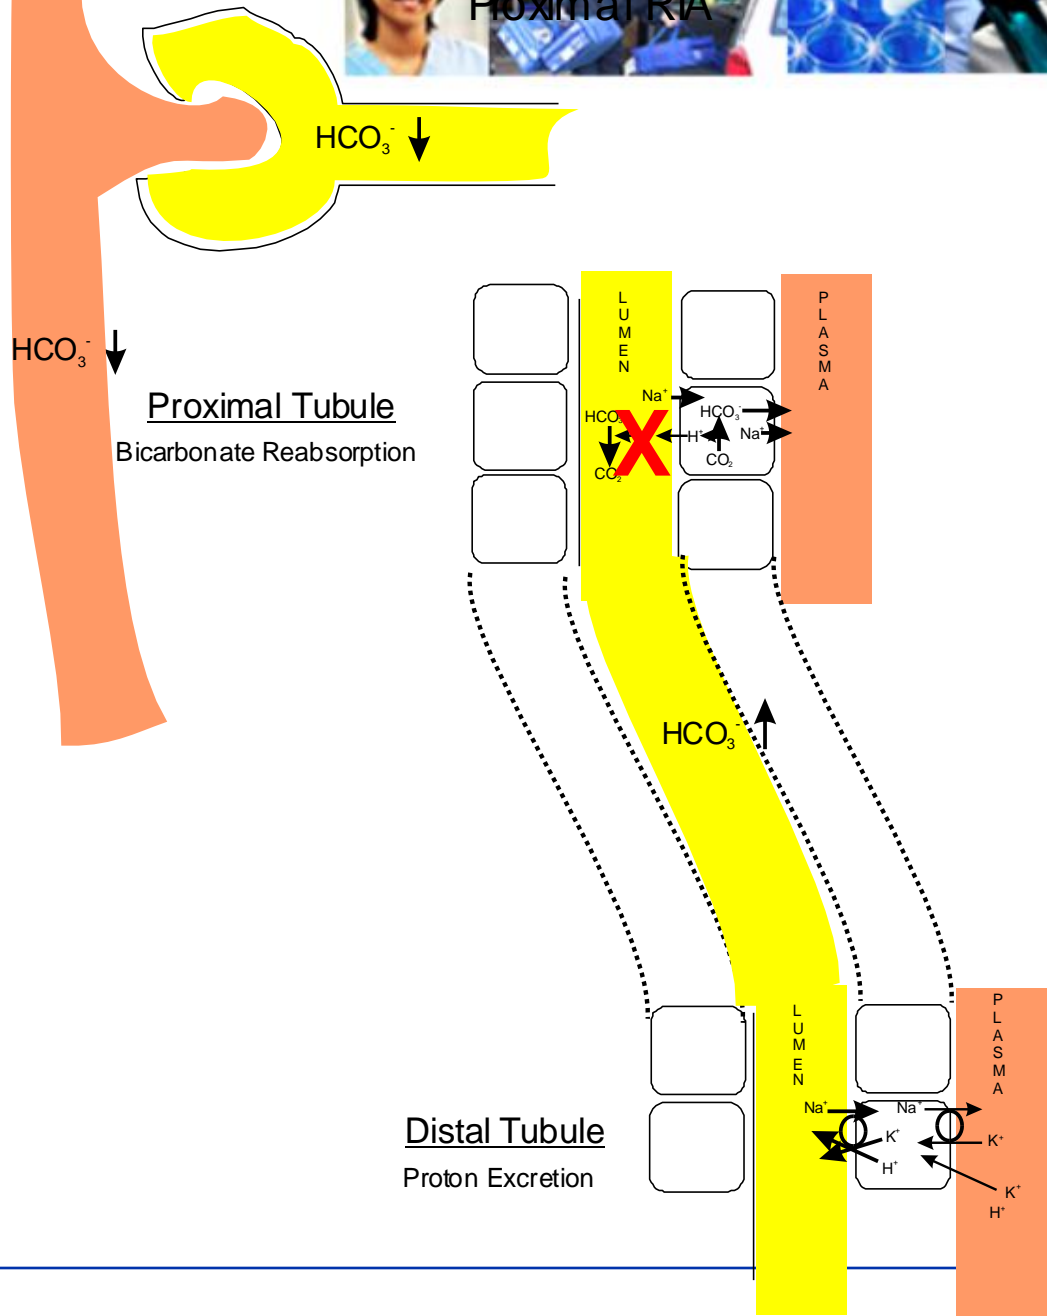 Proximal RTA
HCO₃⁻
HCO₃⁻
Proximal Tubule
Bicarbonate Reabsorption
LUMEN
PLASMA
Na⁺
HCO₃⁻
HCO₃
H⁺
Na⁺
CO₂
CO₂
X
HCO₃⁻
LUMEN
PLASMA
Distal Tubule
Proton Excretion
Na⁺
Na⁺
K⁺
K⁺
H⁺
K⁺
H⁺